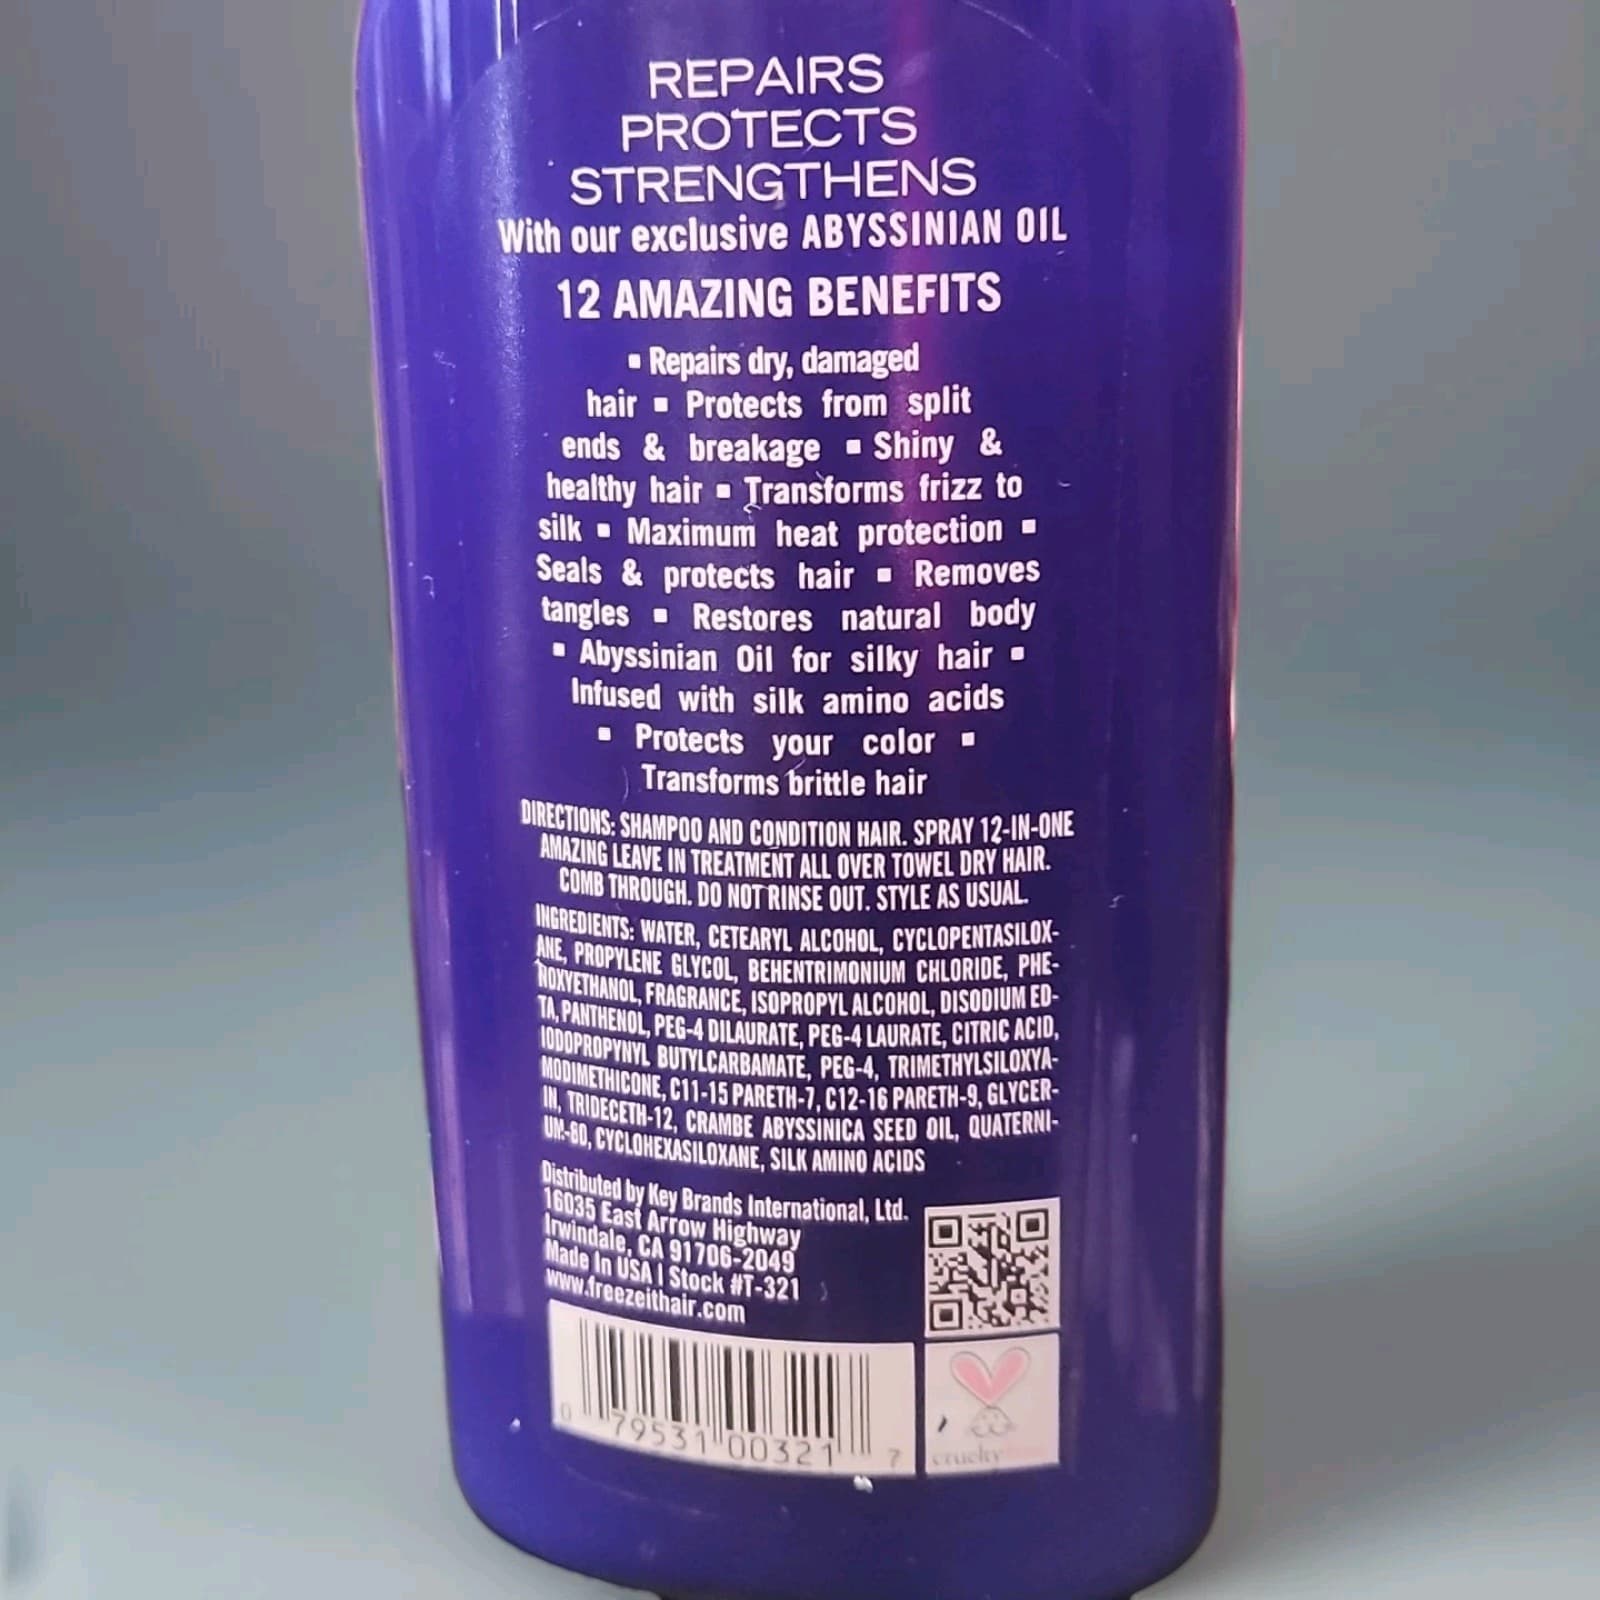 REPAIRS
PROTECTS
STRENGTHENS
With our exclusive ABYSSINIAN OIL
12 AMAZING BENEFITS
▪ Repairs dry, damaged
hair ▪ Protects from split
ends & breakage ▪ Shiny &
healthy hair ▪ Transforms frizz to
silk ▪ Maximum heat protection ▪
Seals & protects hair ▪ Removes
tangles ▪ Restores natural body
▪ Abyssinian Oil for silky hair ▪
Infused with silk amino acids
▪ Protects your color ▪
Transforms brittle hair
DIRECTIONS: SHAMPOO AND CONDITION HAIR. SPRAY 12-IN-ONE
AMAZING LEAVE IN TREATMENT ALL OVER TOWEL DRY HAIR.
COMB THROUGH. DO NOT RINSE OUT. STYLE AS USUAL.
INGREDIENTS: WATER, CETEARYL ALCOHOL, CYCLOPENTASILOX-
ANE, PROPYLENE GLYCOL, BEHENTRIMONIUM CHLORIDE, PHE-
NOXYETHANOL, FRAGRANCE, ISOPROPYL ALCOHOL, DISODIUM ED-
TA, PANTHENOL, PEG-4 DILAURATE, PEG-4 LAURATE, CITRIC ACID,
IODOPROPYNYL BUTYLCARBAMATE, PEG-4, TRIMETHYLSILOXYA-
MODIMETHICONE, C11-15 PARETH-7, C12-16 PARETH-9, GLYCER-
IN, TRIDECETH-12, CRAMBE ABYSSINICA SEED OIL, QUATERNI-
UM-80, CYCLOHEXASILOXANE, SILK AMINO ACIDS
Distributed by Key Brands International, Ltd.
16035 East Arrow Highway
Irwindale, CA 91706-2049
Made In USA | Stock #T-321
www.freezeithair.com
0 79531 00321 7
cruelty